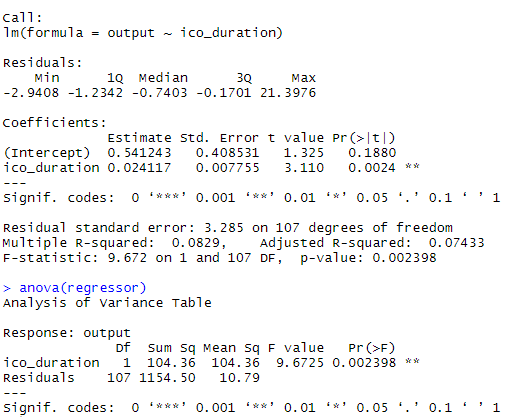 Call:
lm(formula = output ~ ico_duration)
Residuals:
    Min      1Q  Median      3Q     Max
-2.9408 -1.2342 -0.7403 -0.1701 21.3976
Coefficients:
             Estimate Std. Error t value Pr(>|t|)
(Intercept)  0.541243   0.408531   1.325   0.1880
ico_duration 0.024117   0.007755   3.110   0.0024 **
---
Signif. codes:  0 ‘***’ 0.001 ‘**’ 0.01 ‘*’ 0.05 ‘.’ 0.1 ‘ ’ 1
Residual standard error: 3.285 on 107 degrees of freedom
Multiple R-squared:  0.0829,    Adjusted R-squared:  0.07433
F-statistic: 9.672 on 1 and 107 DF,  p-value: 0.002398
> anova(regressor)
Analysis of Variance Table
Response: output
              Df  Sum Sq Mean Sq F value   Pr(>F)
ico_duration   1  104.36  104.36  9.6725 0.002398 **
Residuals    107 1154.50   10.79
---
Signif. codes:  0 ‘***’ 0.001 ‘**’ 0.01 ‘*’ 0.05 ‘.’ 0.1 ‘ ’ 1